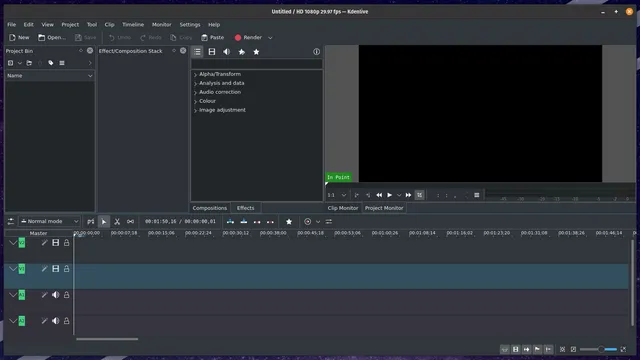 Untitled / HD 1080p 29.97 fps — Kdenlive
File Edit View Project Tool Clip Timeline Monitor Settings Help
New Open... Save Undo Redo Copy Paste Render
Project Bin
Effect/Composition Stack
Name
Alpha/Transform
Analysis and data
Audio correction
Colour
Image adjustment
In Point
1:1
Compositions Effects
Clip Monitor Project Monitor
Normal mode
00:01:50,16 / 00:00:00,01
Master
00:00:00,00 00:00:07,18 00:00:15,06 00:00:22,24 00:00:30,12 00:00:38,00 00:00:45,18 00:00:53,06 00:01:00,26 00:01:08,14 00:01:16,02 00:01:23,20 00:01:31,08 00:01:38,26 00:01:46,14